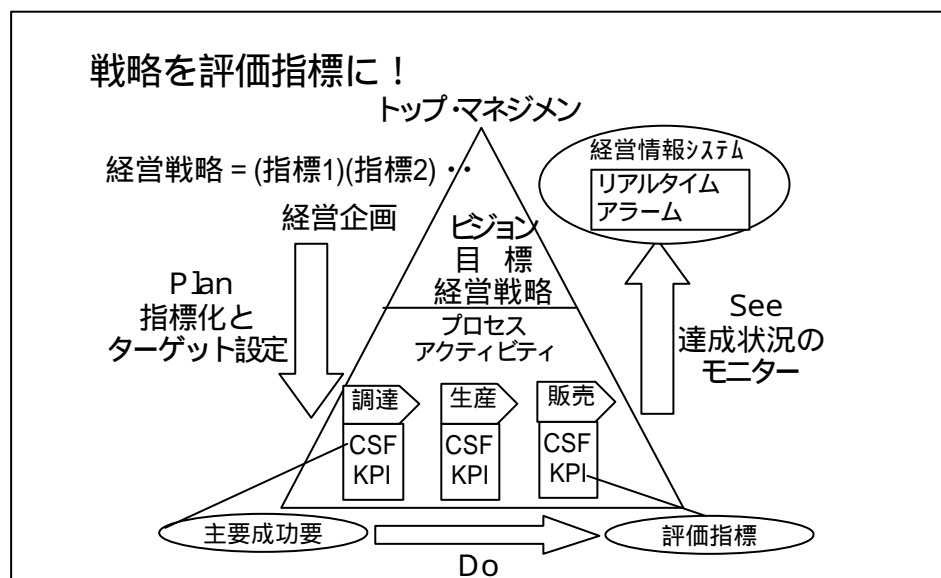 戦略を評価指標に!
トップ・マネジメン
経営戦略 = (指標1)(指標2) ・・
経営企画
Plan
指標化と
ターゲット設定
ビジョン
目 標
経営戦略
プロセス
アクティビティ
調達
生産
販売
CSF
KPI
CSF
KPI
CSF
KPI
経営情報システム
リアルタイム
アラーム
See
達成状況の
モニター
主要成功要
Do
評価指標